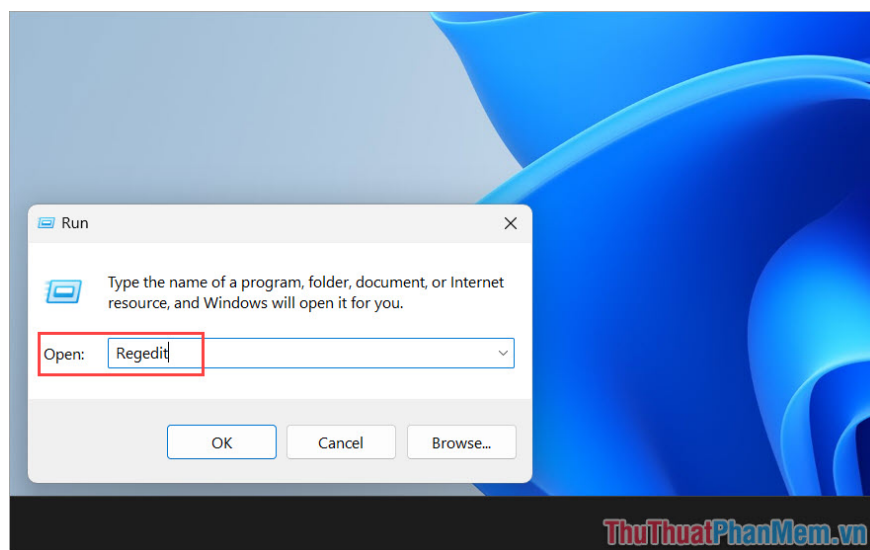 Run
Type the name of a program, folder, document, or Internet
resource, and Windows will open it for you.
Open: Regedit
OK Cancel Browse...
ThuThuatPhanMem.vn